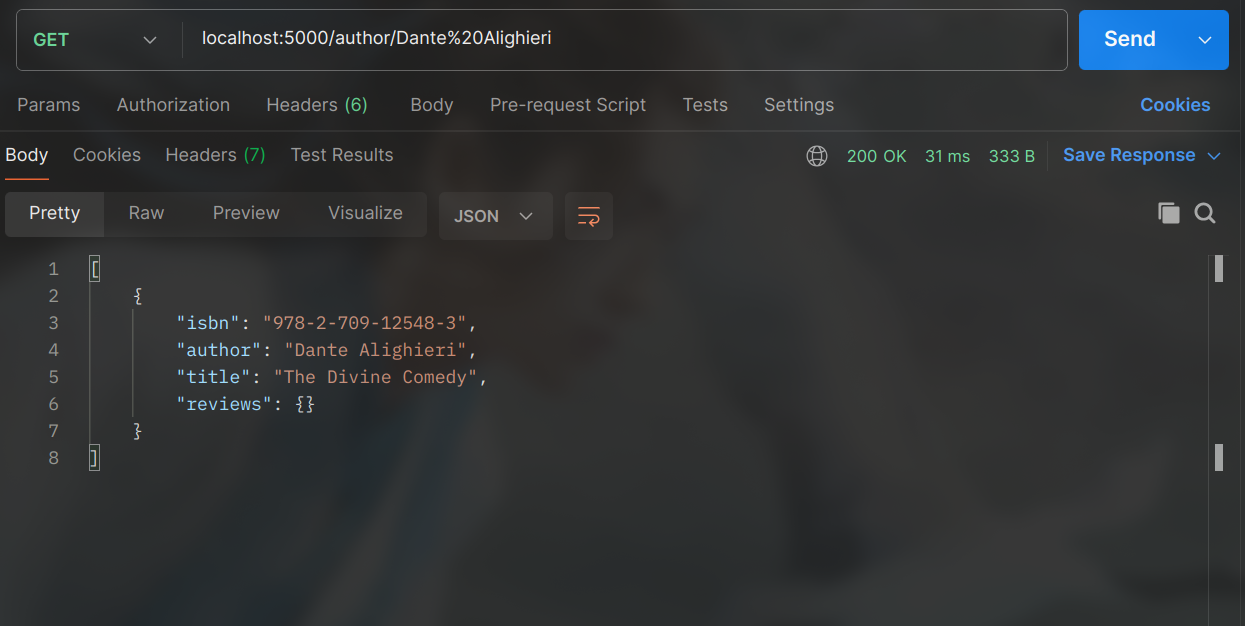 GET localhost:5000/author/Dante%20Alighieri Send
Params Authorization Headers (6) Body Pre-request Script Tests Settings Cookies
Body Cookies Headers (7) Test Results 200 OK 31 ms 333 B Save Response
Pretty Raw Preview Visualize JSON
1 [
2 {
3 "isbn": "978-2-709-12548-3",
4 "author": "Dante Alighieri",
5 "title": "The Divine Comedy",
6 "reviews": {}
7 }
8 ]